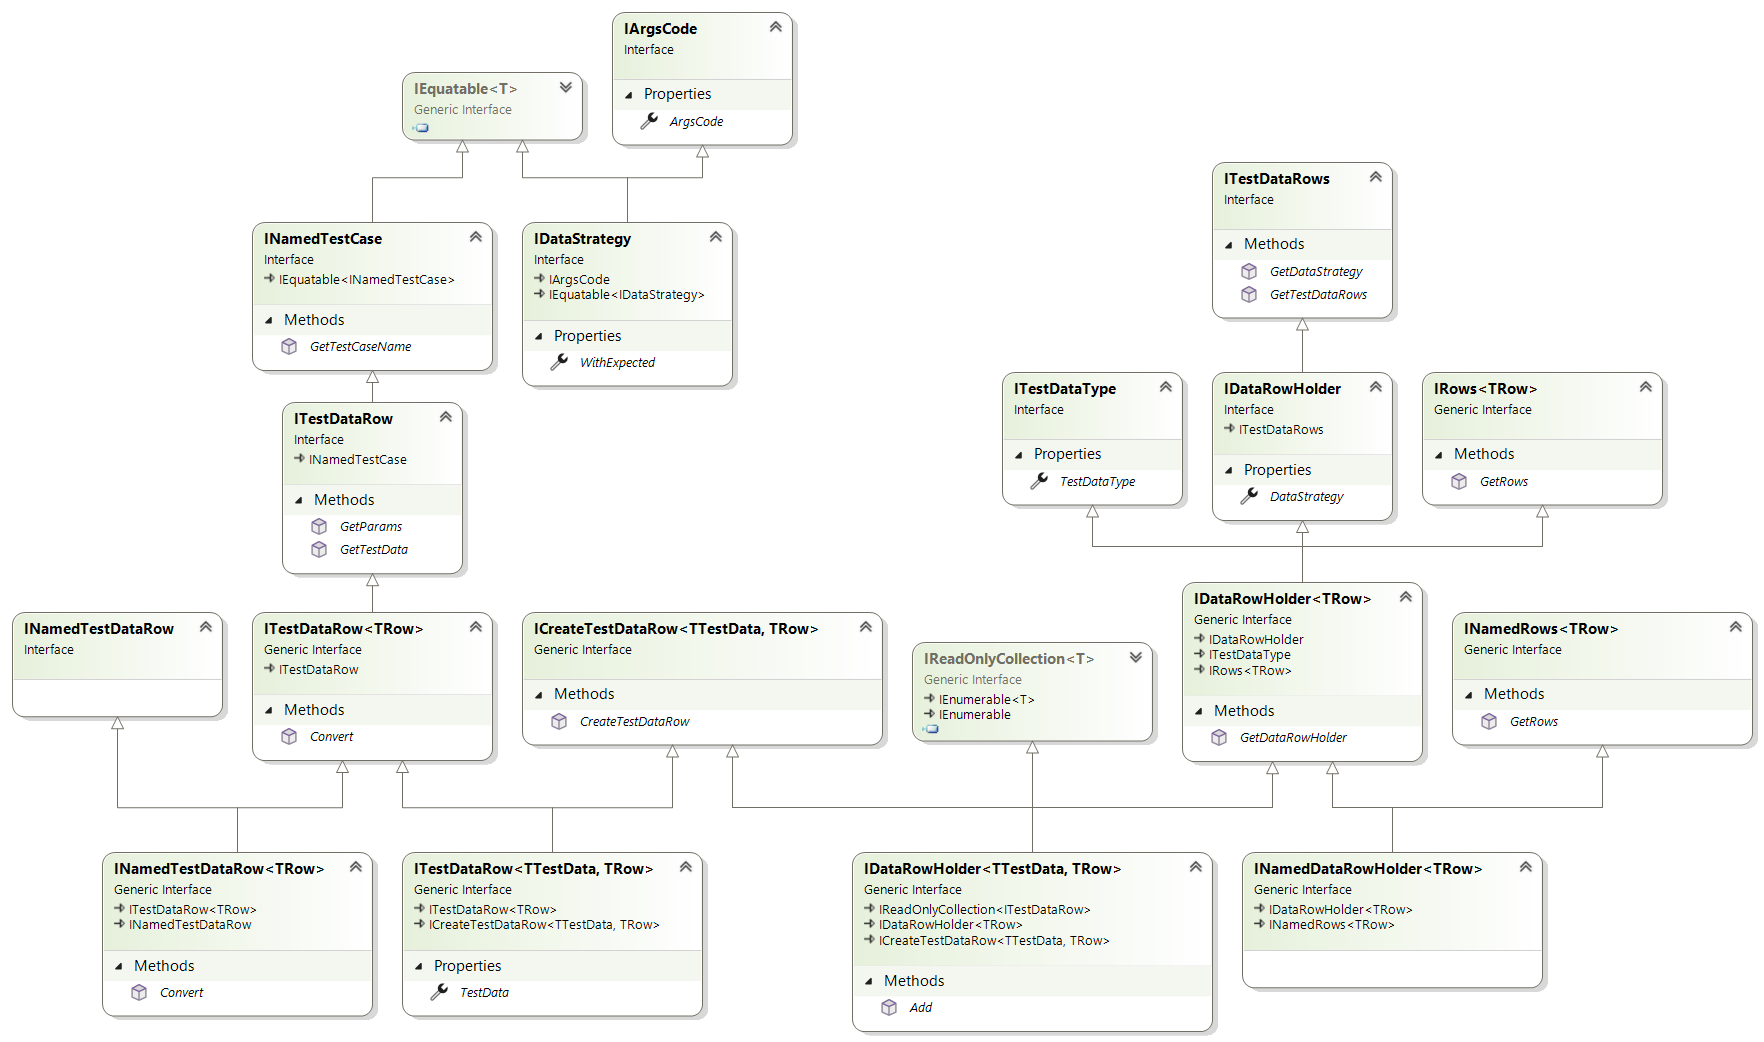 IArgsCode
Interface
Properties
ArgsCode
IEquatable<T>
Generic Interface
ITestDataRows
Interface
Methods
GetDataStrategy
GetTestDataRows
INamedTestCase
Interface
IEquatable<INamedTestCase>
Methods
GetTestCaseName
IDataStrategy
Interface
IArgsCode
IEquatable<IDataStrategy>
Properties
WithExpected
ITestDataType
Interface
Properties
TestDataType
IDataRowHolder
Interface
ITestDataRows
Properties
DataStrategy
IRows<TRow>
Generic Interface
Methods
GetRows
ITestDataRow
Interface
INamedTestCase
Methods
GetParams
GetTestData
INamedTestDataRow
Interface
ITestDataRow<TRow>
Generic Interface
ITestDataRow
Methods
Convert
ICreateTestDataRow<TTestData, TRow>
Generic Interface
Methods
CreateTestDataRow
IReadOnlyCollection<T>
Generic Interface
IEnumerable<T>
IEnumerable
IDataRowHolder<TRow>
Generic Interface
IDataRowHolder
ITestDataType
IRows<TRow>
Methods
GetDataRowHolder
INamedRows<TRow>
Generic Interface
Methods
GetRows
INamedTestDataRow<TRow>
Generic Interface
ITestDataRow<TRow>
INamedTestDataRow
Methods
Convert
ITestDataRow<TTestData, TRow>
Generic Interface
ITestDataRow<TRow>
ICreateTestDataRow<TTestData, TRow>
Properties
TestData
IDataRowHolder<TTestData, TRow>
Generic Interface
IReadOnlyCollection<ITestDataRow>
IDataRowHolder<TRow>
ICreateTestDataRow<TTestData, TRow>
Methods
Add
INamedDataRowHolder<TRow>
Generic Interface
IDataRowHolder<TRow>
INamedRows<TRow>